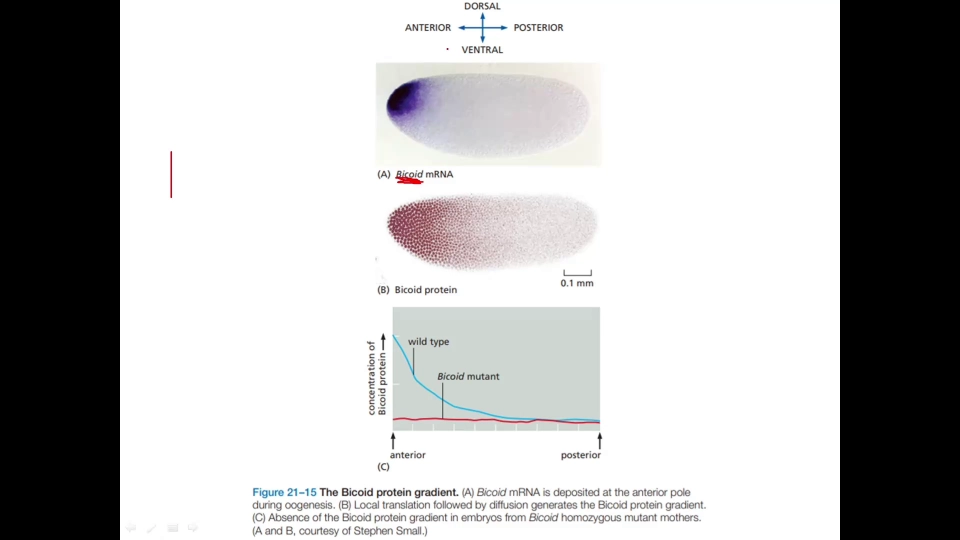 DORSAL
ANTERIOR POSTERIOR
VENTRAL
(A) Bicoid mRNA
0.1 mm
(B) Bicoid protein
concentration of
Bicoid protein
wild type
Bicoid mutant
anterior posterior
(C)
Figure 21–15 The Bicoid protein gradient. (A) Bicoid mRNA is deposited at the anterior pole
during oogenesis. (B) Local translation followed by diffusion generates the Bicoid protein gradient.
(C) Absence of the Bicoid protein gradient in embryos from Bicoid homozygous mutant mothers.
(A and B, courtesy of Stephen Small.)